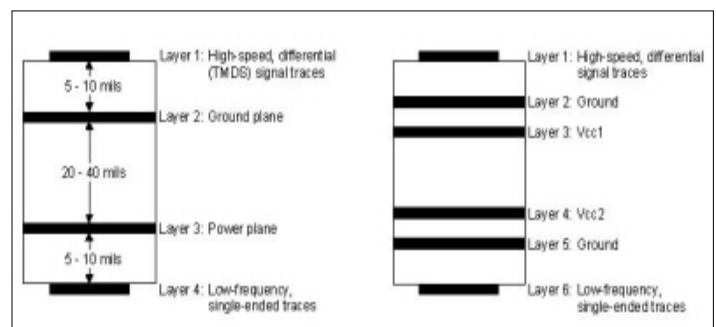 Layer 1: High-speed, differential
(TMDS) signal traces
5 - 10 mils
Layer 2: Ground plane
20 - 40 mils
Layer 3: Power plane
5 - 10 mils
Layer 4: Low-frequency,
single-ended traces
Layer 1: High-speed, differential
signal traces
Layer 2: Ground
Layer 3: Vcc1
Layer 4: Vcc2
Layer 5: Ground
Layer 6: Low-frequency,
single-ended traces